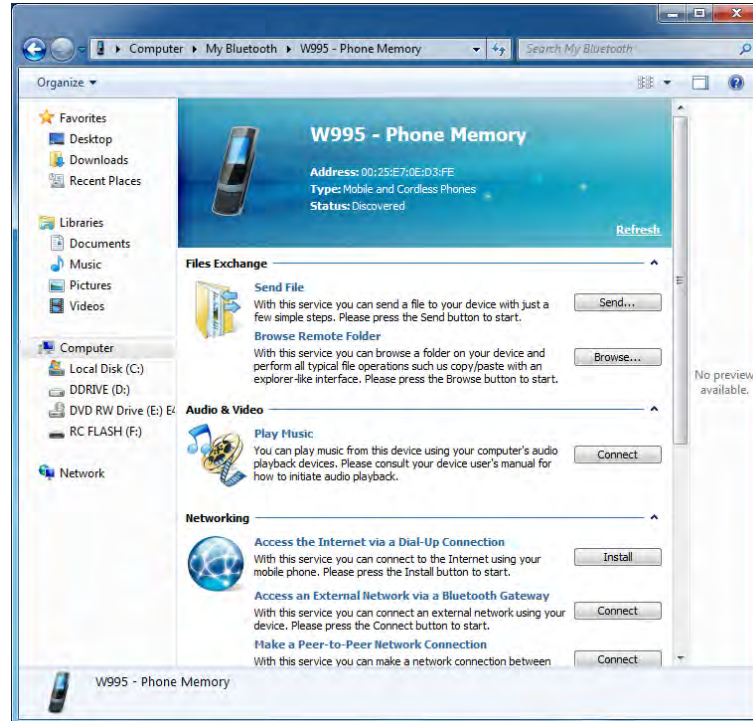 Computer ▸ My Bluetooth ▸ W995 - Phone Memory
Search My Bluetooth
Organize
Favorites
Desktop
Downloads
Recent Places
Libraries
Documents
Music
Pictures
Videos
Computer
Local Disk (C:)
DDRIVE (D:)
DVD RW Drive (E:) E4
RC FLASH (F:)
Network
W995 - Phone Memory
Address: 00:25:E7:0E:D3:FE
Type: Mobile and Cordless Phones
Status: Discovered
Refresh
Files Exchange
Send File
With this service you can send a file to your device with just a
few simple steps. Please press the Send button to start.
Send...
Browse Remote Folder
With this service you can browse a folder on your device and
perform all typical file operations such us copy/paste with an
explorer-like interface. Please press the Browse button to start.
Browse...
Audio & Video
Play Music
You can play music from this device using your computer's audio
playback devices. Please consult your device user's manual for
how to initiate audio playback.
Connect
Networking
Access the Internet via a Dial-Up Connection
With this service you can connect to the Internet using your
mobile phone. Please press the Install button to start.
Install
Access an External Network via a Bluetooth Gateway
With this service you can connect an external network using your
device. Please press the Connect button to start.
Connect
Make a Peer-to-Peer Network Connection
With this service you can make a network connection between
Connect
No preview
available.
W995 - Phone Memory